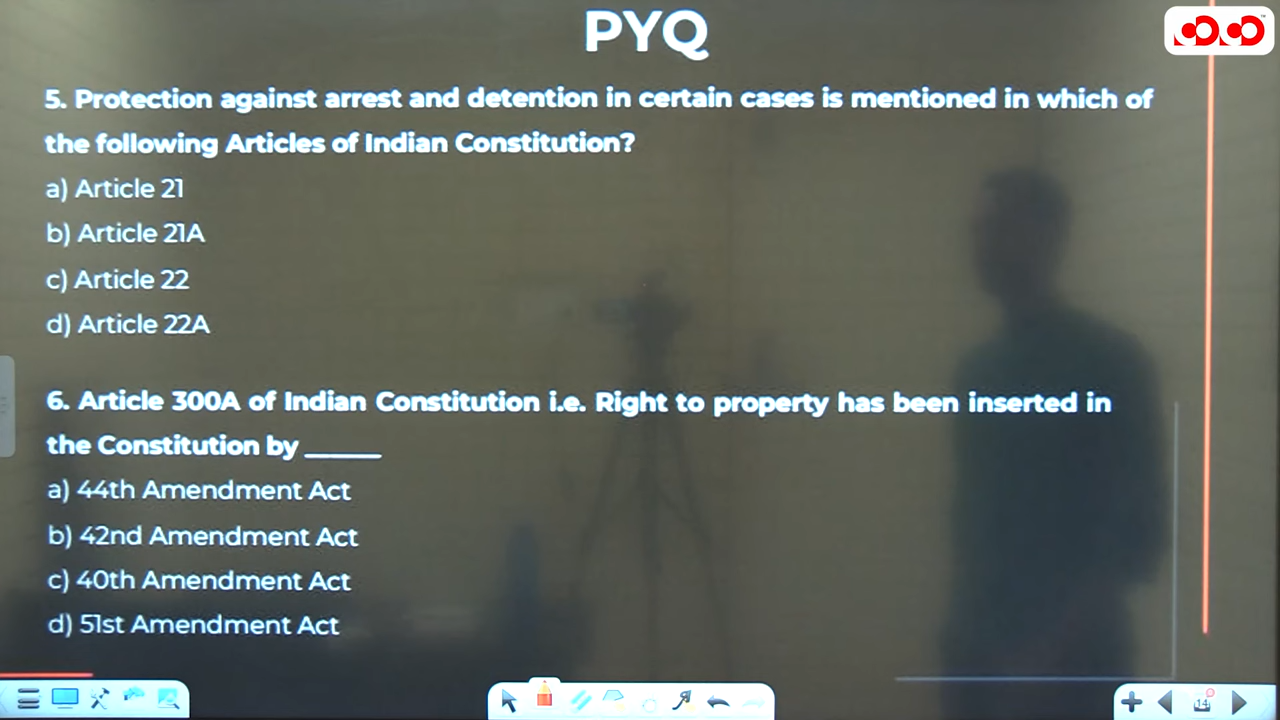 PYQ
5. Protection against arrest and detention in certain cases is mentioned in which of
the following Articles of Indian Constitution?
a) Article 21
b) Article 21A
c) Article 22
d) Article 22A
6. Article 300A of Indian Constitution i.e. Right to property has been inserted in
the Constitution by _____
a) 44th Amendment Act
b) 42nd Amendment Act
c) 40th Amendment Act
d) 51st Amendment Act
14